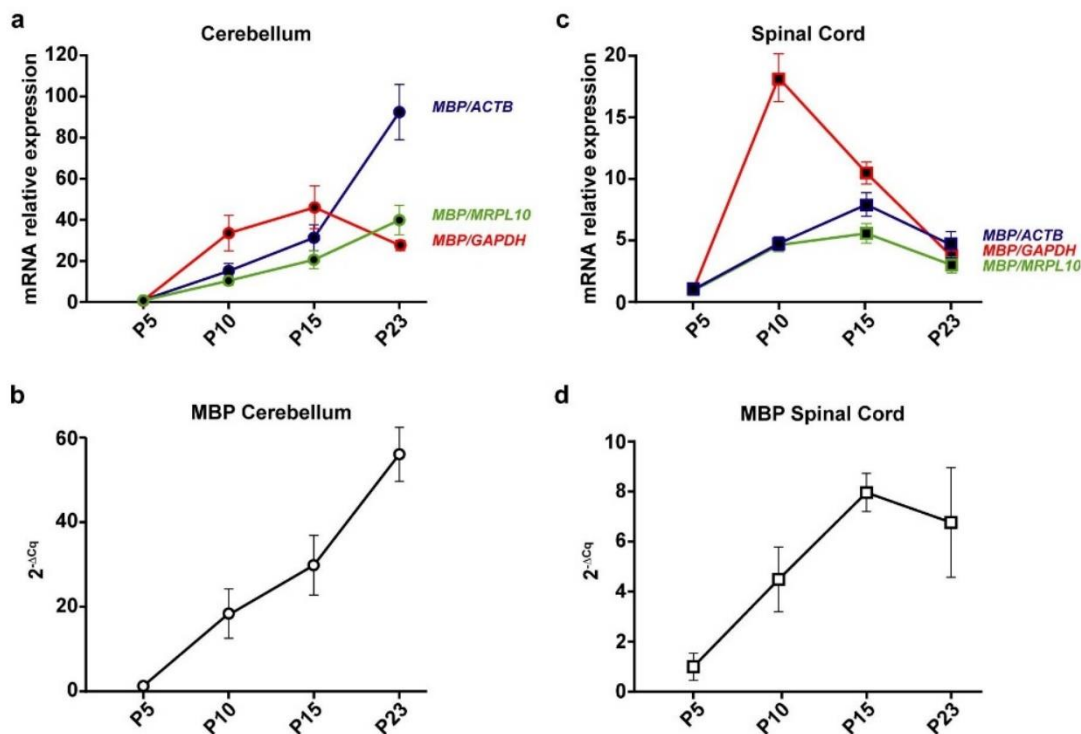 a
Cerebellum
mRNA relative expression
120
100
80
60
40
20
0
P5
P10
P15
P23
MBP/ACTB
MBP/MRPL10
MBP/GAPDH
c
Spinal Cord
mRNA relative expression
20
15
10
5
0
P5
P10
P15
P23
MBP/ACTB
MBP/GAPDH
MBP/MRPL10
b
MBP Cerebellum
2-ΔCq
60
40
20
0
P5
P10
P15
P23
d
MBP Spinal Cord
2-ΔCq
10
8
6
4
2
0
P5
P10
P15
P23